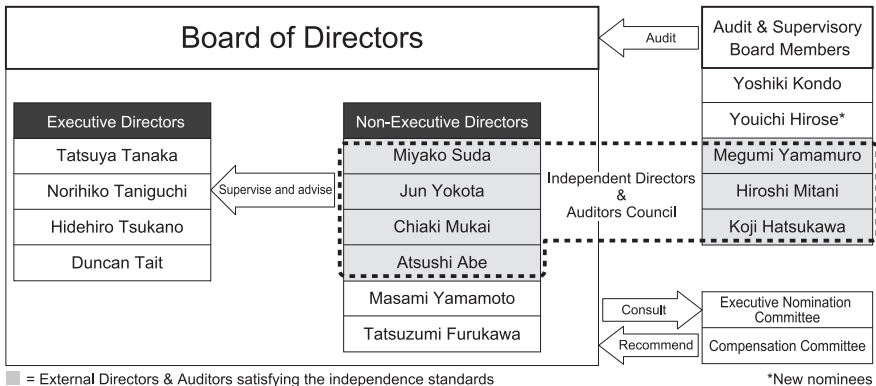 Board of Directors
Audit
Audit & Supervisory
Board Members
Yoshiki Kondo
Youichi Hirose*
Megumi Yamamuro
Hiroshi Mitani
Koji Hatsukawa
Executive Directors
Tatsuya Tanaka
Norihiko Taniguchi
Hidehiro Tsukano
Duncan Tait
Supervise and advise
Non-Executive Directors
Miyako Suda
Jun Yokota
Chiaki Mukai
Atsushi Abe
Masami Yamamoto
Tatsuzumi Furukawa
Independent Directors
&
Auditors Council
Consult
Recommend
Executive Nomination
Committee
Compensation Committee
= External Directors & Auditors satisfying the independence standards
*New nominees